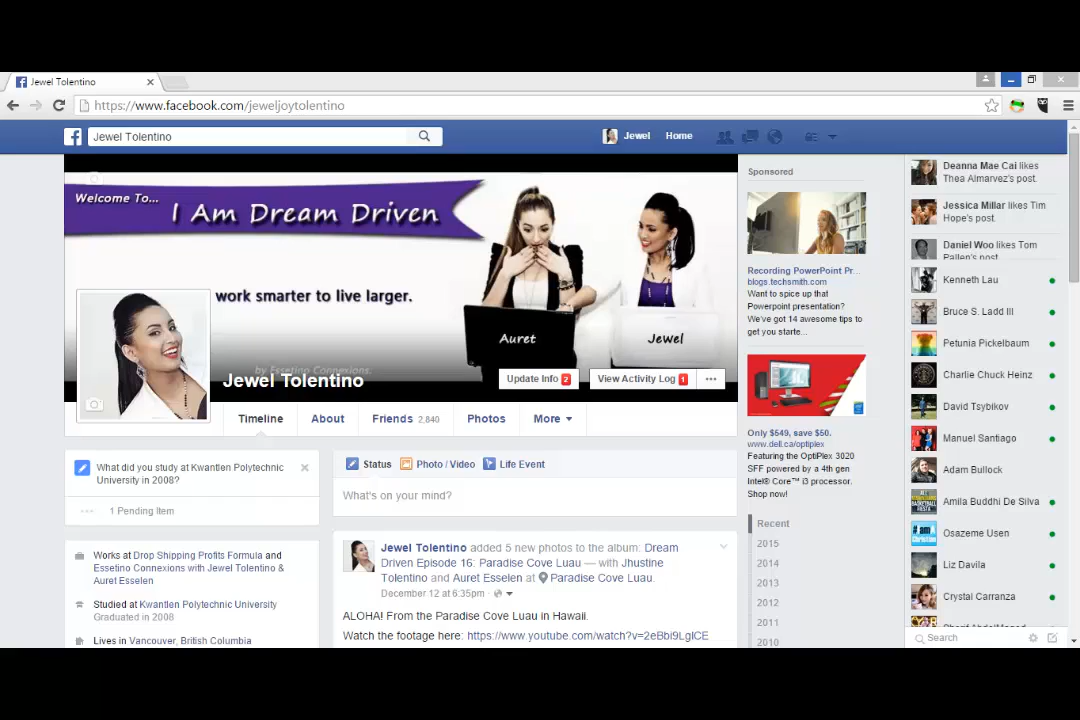 Jewel Tolentino
https://www.facebook.com/jeweljoytolentino
Jewel Tolentino
Jewel
Home
Welcome To...
I Am Dream Driven
work smarter to live larger.
Auret
Jewel
by Essetino Connexions.
Jewel Tolentino
Update Info 2
View Activity Log 1
Timeline
About
Friends 2,840
Photos
More
What did you study at Kwantlen Polytechnic
University in 2008?
1 Pending Item
Works at Drop Shipping Profits Formula and
Essetino Connexions with Jewel Tolentino &
Auret Esselen
Studied at Kwantlen Polytechnic University
Graduated in 2008
Lives in Vancouver, British Columbia
Status
Photo / Video
Life Event
What's on your mind?
Jewel Tolentino added 5 new photos to the album: Dream
Driven Episode 16: Paradise Cove Luau — with Jhustine
Tolentino and Auret Esselen at Paradise Cove Luau.
December 12 at 6:35pm ·
ALOHA! From the Paradise Cove Luau in Hawaii.
Watch the footage here: https://www.youtube.com/watch?v=2eBbi9LgICE
Sponsored
Recording PowerPoint Pr...
blogs.techsmith.com
Want to spice up that
Powerpoint presentation?
We've got 14 awesome tips to
get you starte...
Only $549, save $50.
www.dell.ca/optiplex
Featuring the OptiPlex 3020
SFF powered by a 4th gen
Intel® Core™ i3 processor.
Shop now!
Recent
2015
2014
2013
2012
2011
2010
Deanna Mae Cai likes
Thea Almarvez's post.
Jessica Millar likes Tim
Hope's post.
Daniel Woo likes Tom
Pallen's post
Kenneth Lau
Bruce S. Ladd III
Petunia Pickelbaum
Charlie Chuck Heinz
David Tsybikov
Manuel Santiago
Adam Bullock
Amila Buddhi De Silva
Osazeme Usen
Liz Davila
Crystal Carranza
Search